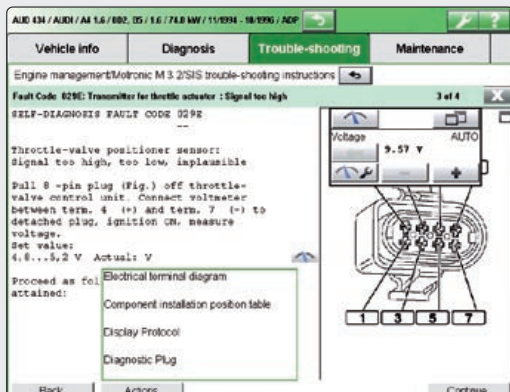 AUD 434 / AUDI / A4 1.6 / 8D2, D5 / 1.6 / 74.0 kW / 11/1994 - 10/1996 / ADP
?
Vehicle info
Diagnosis
Trouble-shooting
Maintenance
Engine management/Motronic M 3.2/SIS trouble-shooting instructions
Fault Code 029E: Transmitter for throttle actuator : Signal too high
3 of 4
X
SELF-DIAGNOSIS FAULT CODE 029E
--
Throttle-valve positioner sensor:
Signal too high, too low, implausible
Pull 8 -pin plug (Fig.) off throttle-
valve control unit. Connect voltmeter
between term. 4 (+) and term. 7 (-) to
detached plug, ignition ON, measure
voltage.
Set value:
4.8...5,2 V Actual: V
Proceed as fol
attained:
Electrical terminal diagram
Component installation position table
Display Protocol
Diagnostic Plug
Voltage
AUTO
9.57 V
-
+
1 3 5 7
Back
Actions
Continue